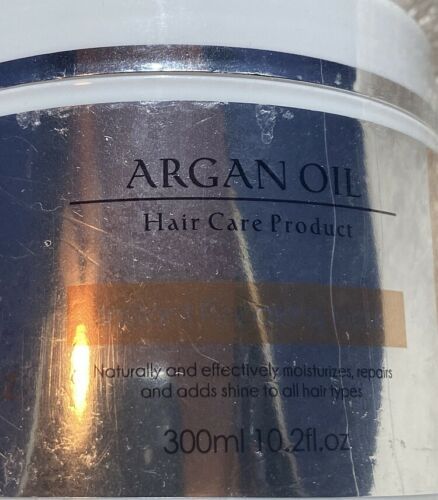 ARGAN OIL
Hair Care Product
Naturally and effectively moisturizes, repairs
and adds shine to all hair types
300ml 10.2fl.oz